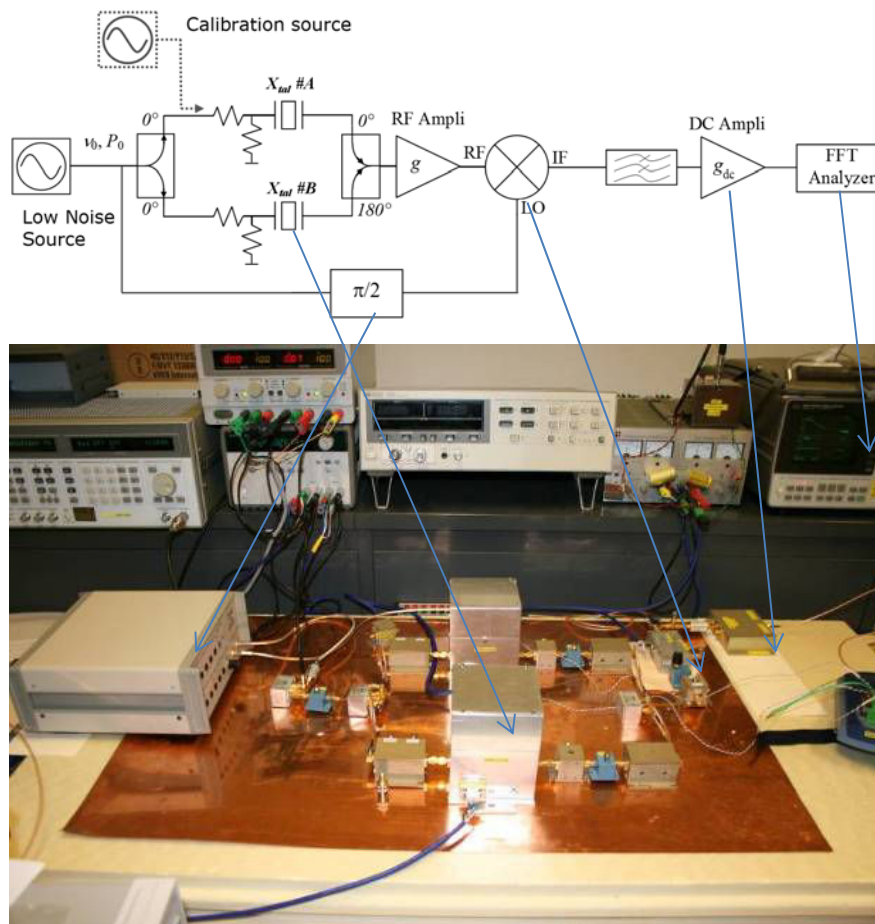 Calibration source
X_tal #A
0°
0°
RF Ampli
DC Ampli
ν₀, P₀
RF
IF
g
g_dc
FFT
Analyzer
X_tal #B
LO
Low Noise
Source
0°
180°
π/2